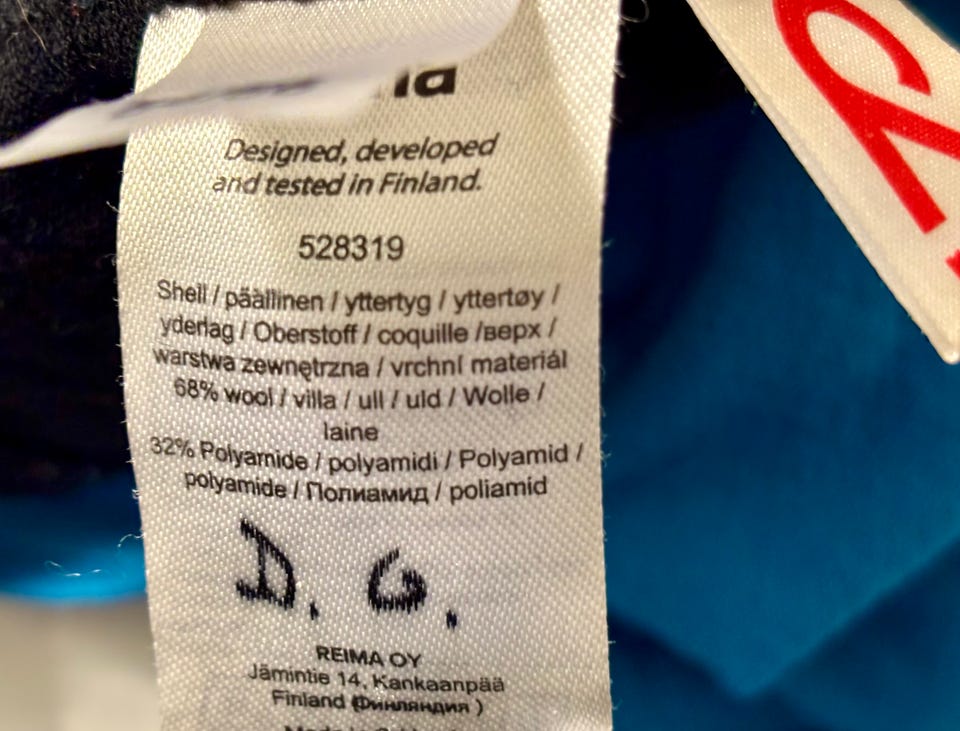 Designed, developed
and tested in Finland.
528319
Shell / päällinen / yttertyg / yttertøy /
yderlag / Oberstoff / coquille /верх /
warstwa zewnętrzna / vrchní materiál
68% wool / villa / ull / uld / Wolle /
laine
32% Polyamide / polyamidi / Polyamid /
polyamide / Полиамид / poliamid
D. G.
REIMA OY
Jämintie 14, Kankaanpää
Finland (Финляндия )